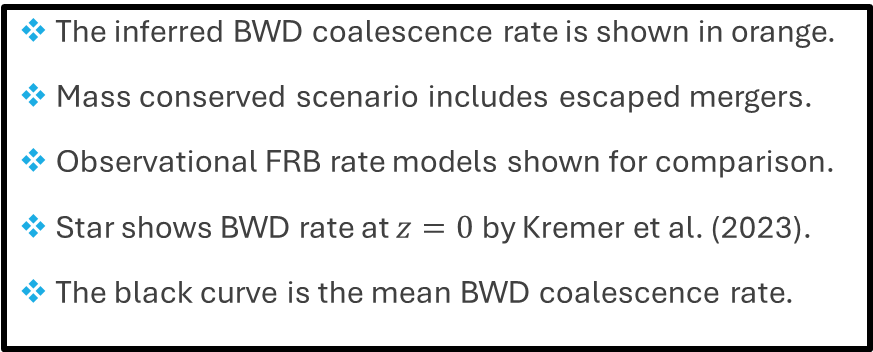 ❖ The inferred BWD coalescence rate is shown in orange.
❖ Mass conserved scenario includes escaped mergers.
❖ Observational FRB rate models shown for comparison.
❖ Star shows BWD rate at z = 0 by Kremer et al. (2023).
❖ The black curve is the mean BWD coalescence rate.